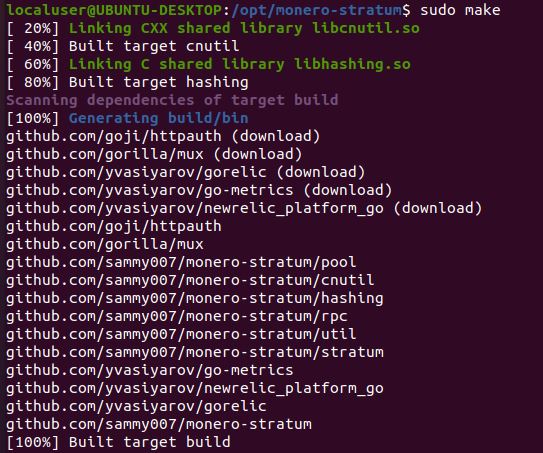 localuser@UBUNTU-DESKTOP:/opt/monero-stratum$ sudo make
[ 20%] Linking CXX shared library libcnutil.so
[ 40%] Built target cnutil
[ 60%] Linking C shared library libhashing.so
[ 80%] Built target hashing
Scanning dependencies of target build
[100%] Generating build/bin
github.com/goji/httpauth (download)
github.com/gorilla/mux (download)
github.com/yvasiyarov/gorelic (download)
github.com/yvasiyarov/go-metrics (download)
github.com/yvasiyarov/newrelic_platform_go (download)
github.com/goji/httpauth
github.com/gorilla/mux
github.com/sammy007/monero-stratum/pool
github.com/sammy007/monero-stratum/cnutil
github.com/sammy007/monero-stratum/hashing
github.com/sammy007/monero-stratum/rpc
github.com/sammy007/monero-stratum/util
github.com/sammy007/monero-stratum/stratum
github.com/yvasiyarov/go-metrics
github.com/yvasiyarov/newrelic_platform_go
github.com/yvasiyarov/gorelic
github.com/sammy007/monero-stratum
[100%] Built target build